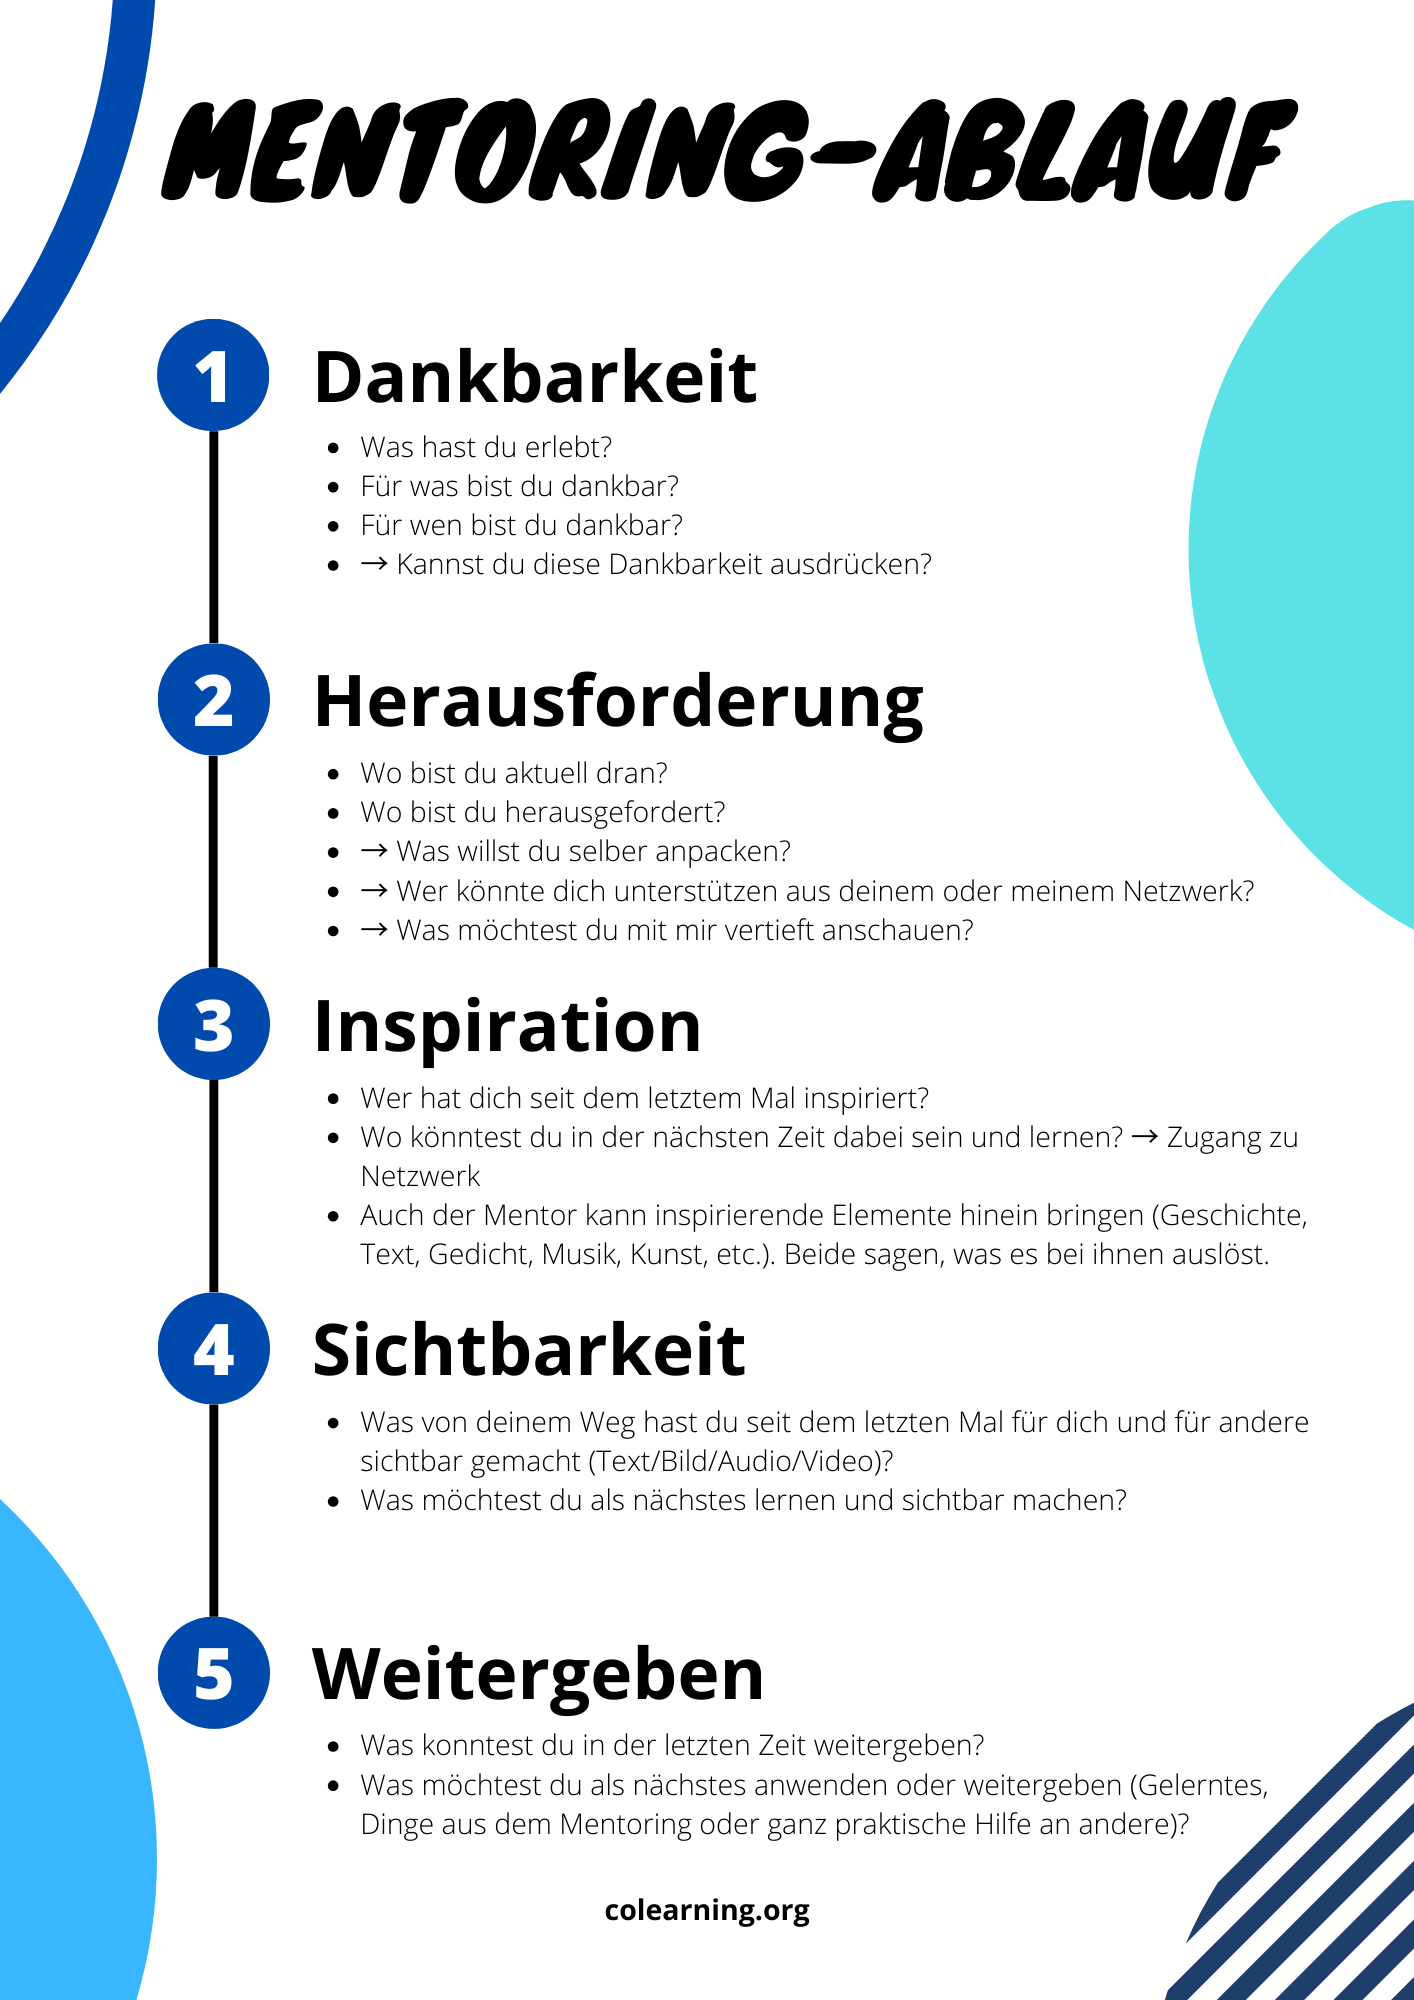 MENTORING-ABLAUF
1
Dankbarkeit
• Was hast du erlebt?
• Für was bist du dankbar?
• Für wen bist du dankbar?
• → Kannst du diese Dankbarkeit ausdrücken?
2
Herausforderung
• Wo bist du aktuell dran?
• Wo bist du herausgefordert?
• → Was willst du selber anpacken?
• → Wer könnte dich unterstützen aus deinem oder meinem Netzwerk?
• → Was möchtest du mit mir vertieft anschauen?
3
Inspiration
• Wer hat dich seit dem letztem Mal inspiriert?
• Wo könntest du in der nächsten Zeit dabei sein und lernen? → Zugang zu
Netzwerk
• Auch der Mentor kann inspirierende Elemente hinein bringen (Geschichte,
Text, Gedicht, Musik, Kunst, etc.). Beide sagen, was es bei ihnen auslöst.
4
Sichtbarkeit
• Was von deinem Weg hast du seit dem letzten Mal für dich und für andere
sichtbar gemacht (Text/Bild/Audio/Video)?
• Was möchtest du als nächstes lernen und sichtbar machen?
5
Weitergeben
• Was konntest du in der letzten Zeit weitergeben?
• Was möchtest du als nächstes anwenden oder weitergeben (Gelerntes,
Dinge aus dem Mentoring oder ganz praktische Hilfe an andere)?
colearning.org